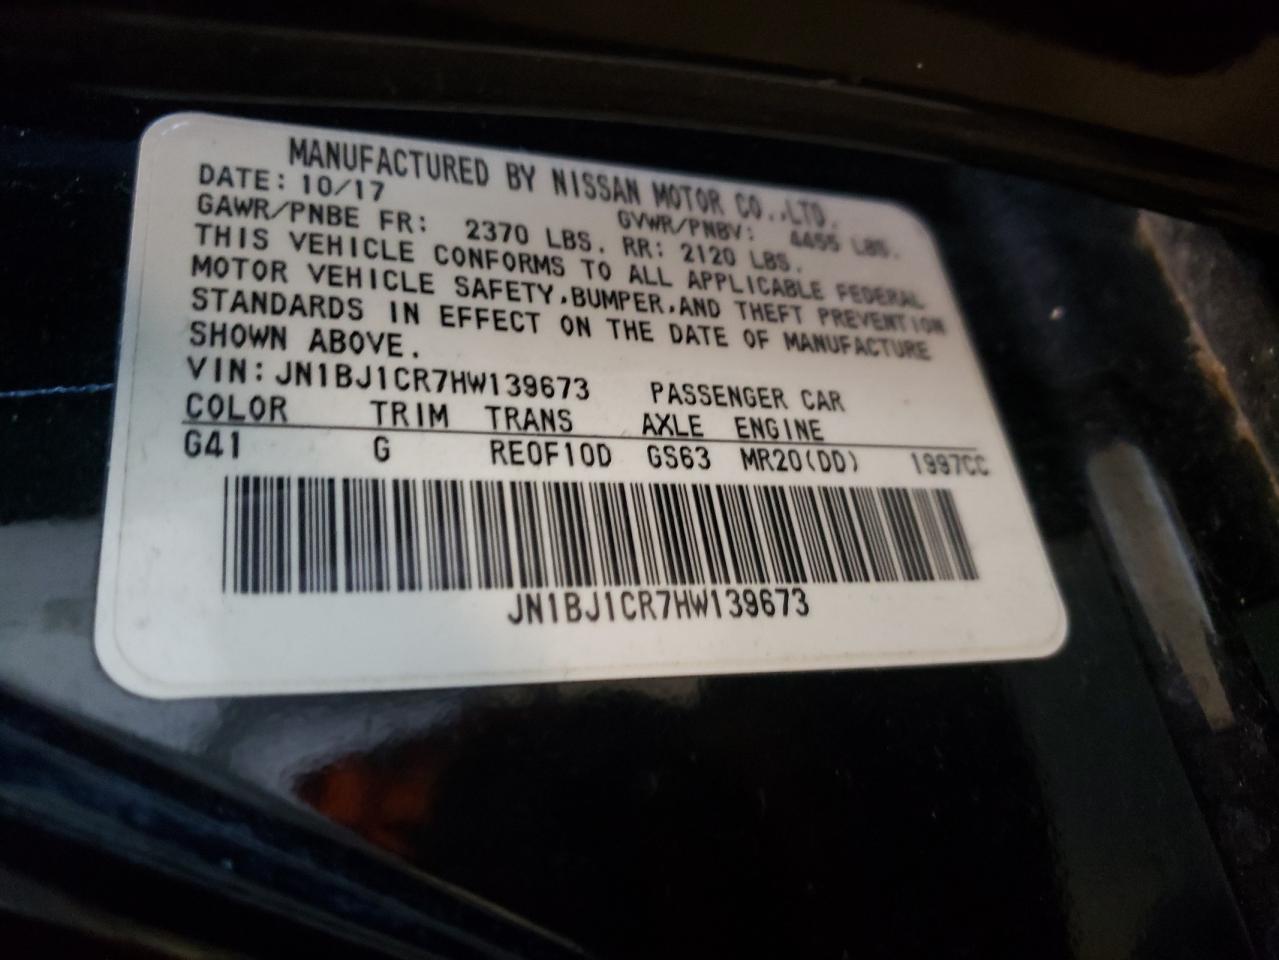 MANUFACTURED BY NISSAN MOTOR CO.,LTD.
DATE: 10/17 GVWR/PNBV: 4455 LBS.
GAWR/PNBE FR: 2370 LBS. RR: 2120 LBS.
THIS VEHICLE CONFORMS TO ALL APPLICABLE FEDERAL
MOTOR VEHICLE SAFETY,BUMPER,AND THEFT PREVENTION
STANDARDS IN EFFECT ON THE DATE OF MANUFACTURE
SHOWN ABOVE.
VIN: JN1BJ1CR7HW139673 PASSENGER CAR
COLOR TRIM TRANS AXLE ENGINE
G41 G RE0F10D GS63 MR20(DD) 1997CC
JN1BJ1CR7HW139673